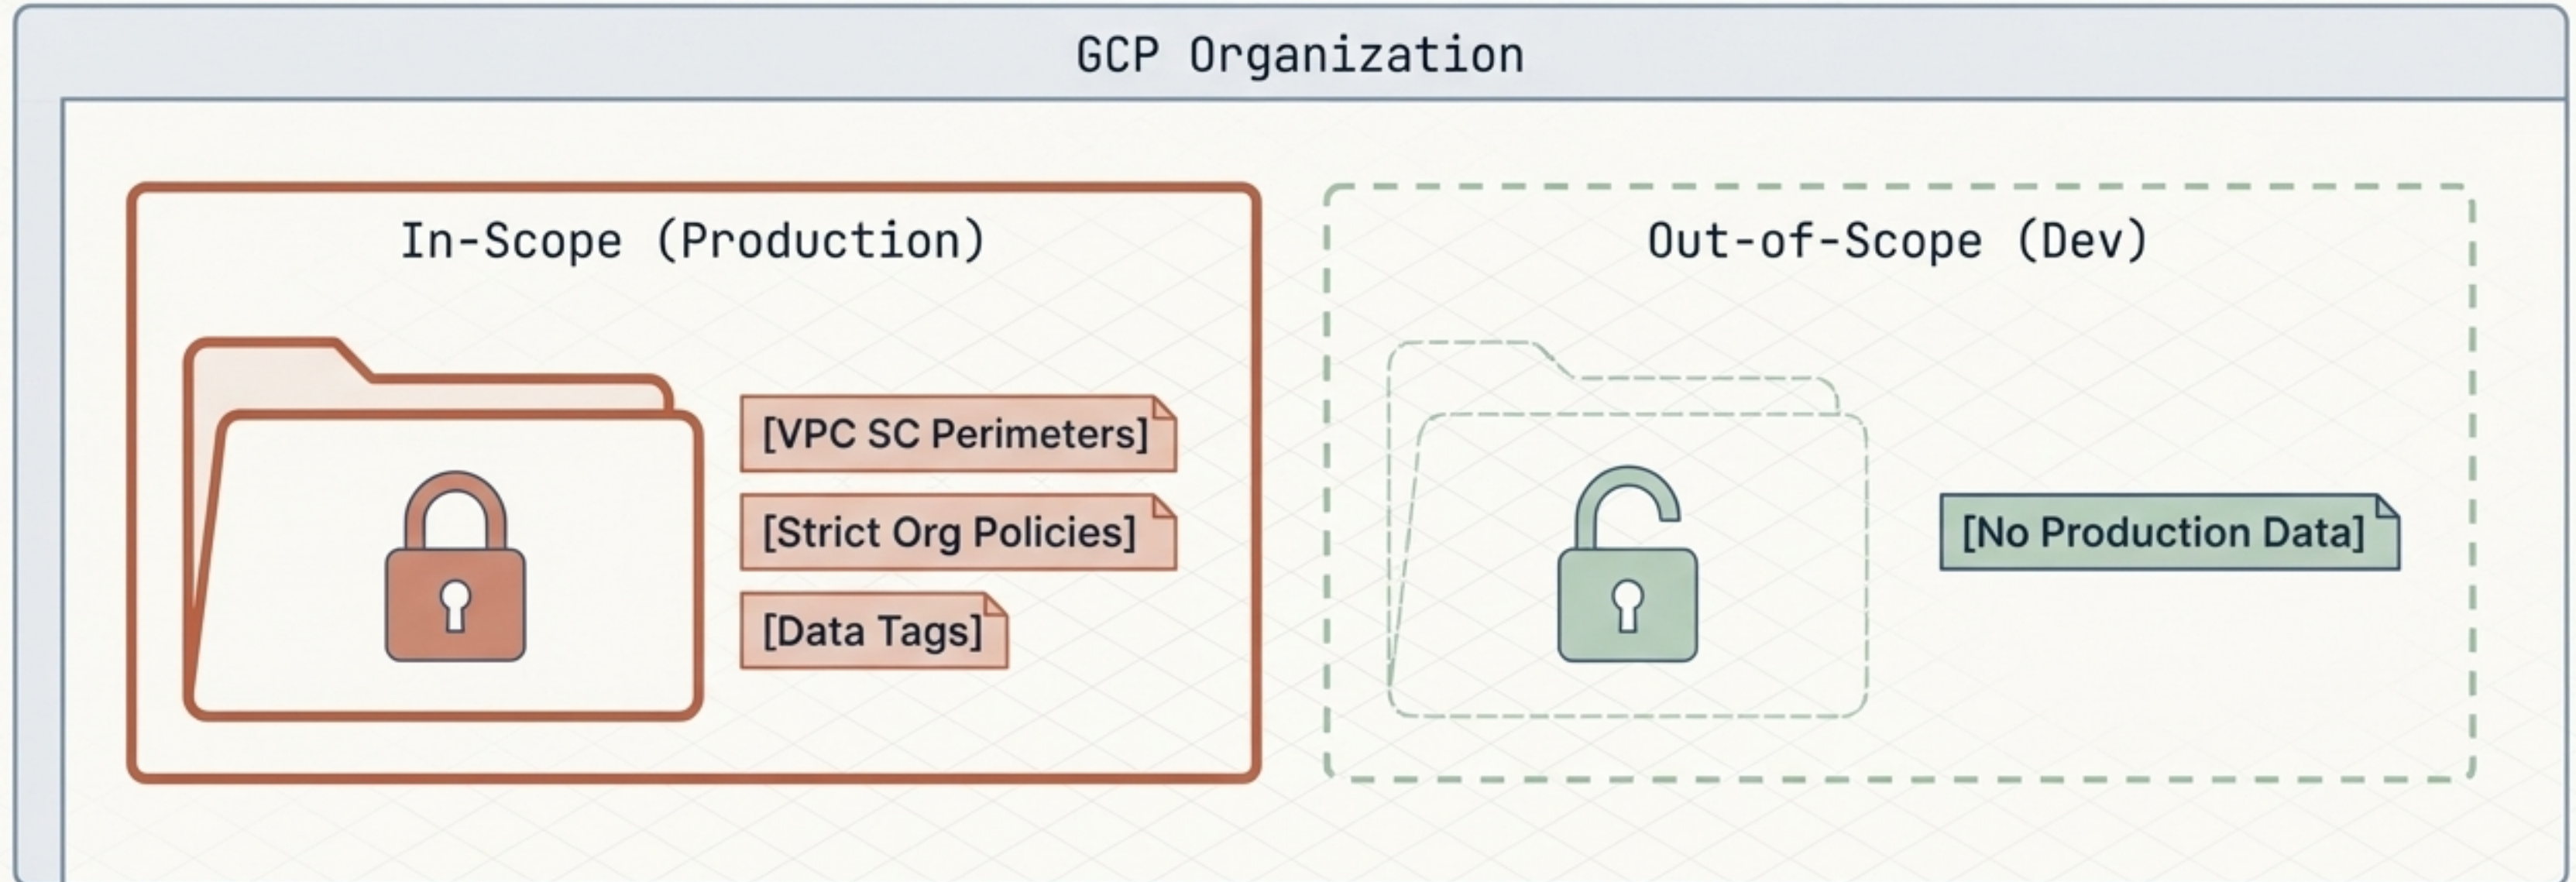 GCP Organization
In-Scope (Production)
[VPC SC Perimeters]
[Strict Org Policies]
[Data Tags]
Out-of-Scope (Dev)
[No Production Data]